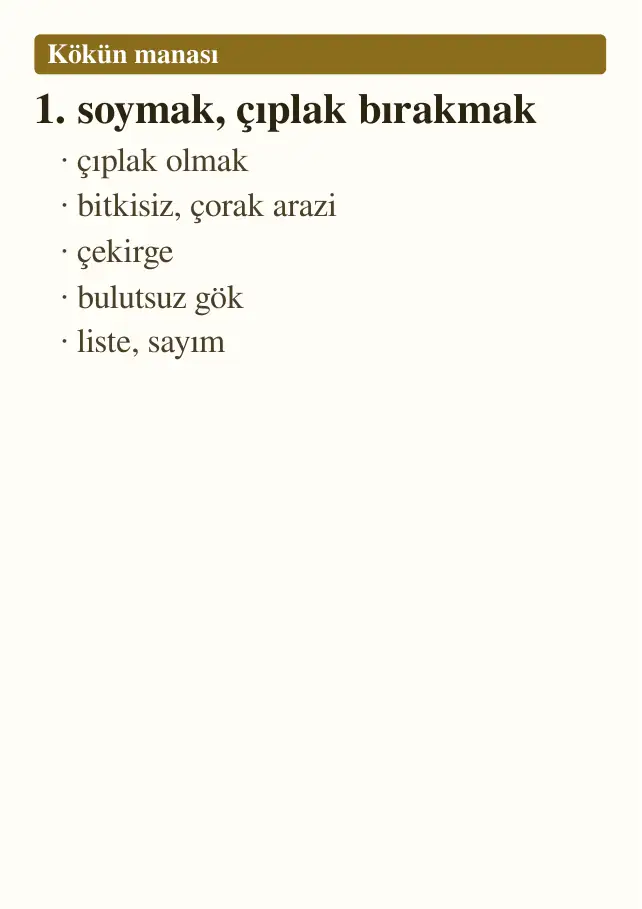 Kökün manası
1. soymak, çıplak bırakmak
· çıplak olmak
· bitkisiz, çorak arazi
· çekirge
· bulutsuz gök
· liste, sayım